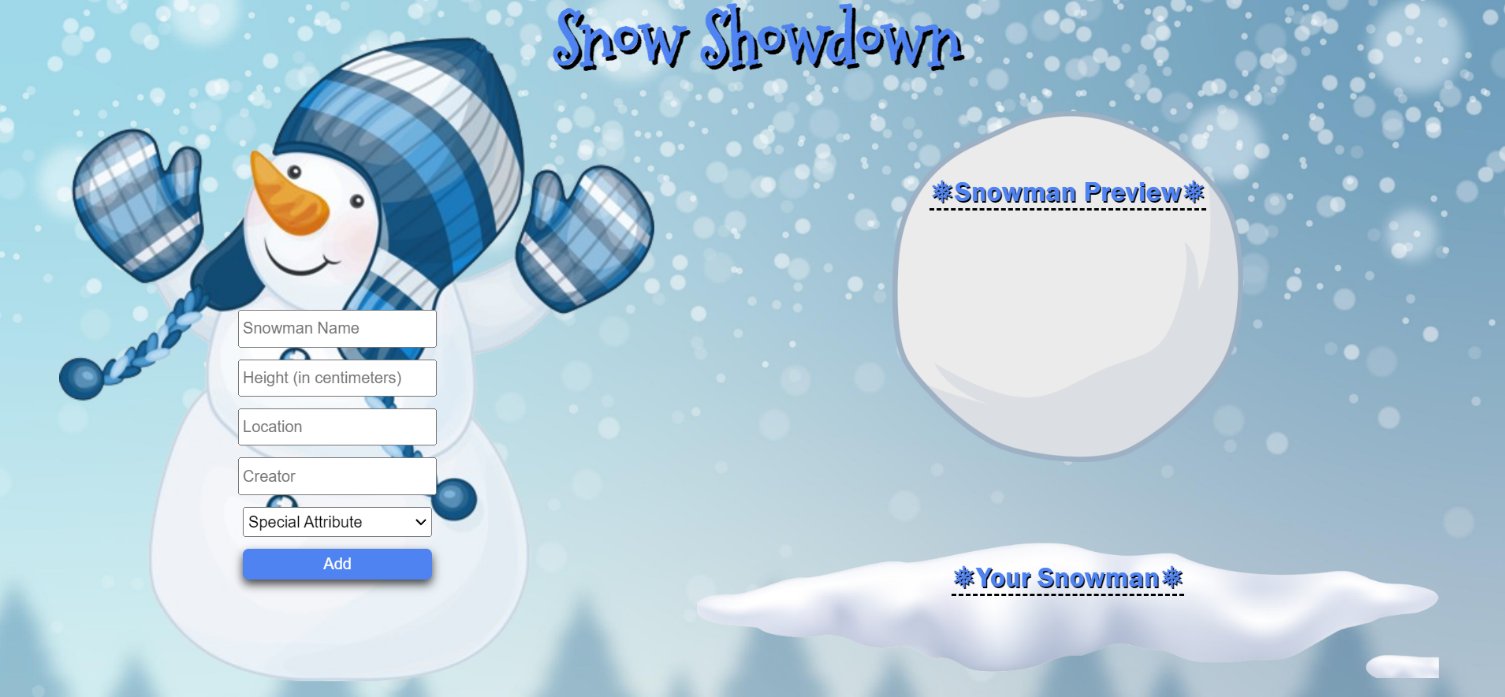 Snow Showdown
❅Snowman Preview❅
Snowman Name
Height (in centimeters)
Location
Creator
Special Attribute
Add
❅Your Snowman❅